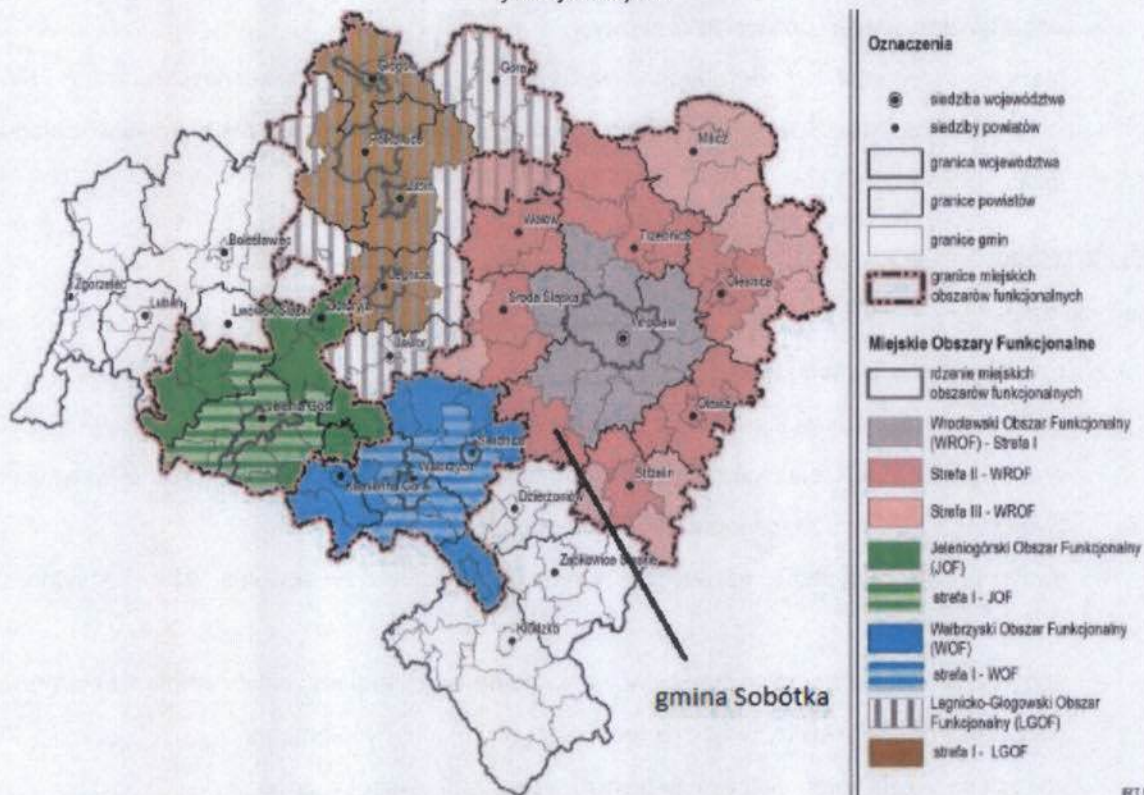 Głogów
Góra
Polkowice
Milicz
Lubin
Wołów
Trzebnica
Bolesławiec
Oleśnica
Zgorzelec
Legnica
Środa Śląska
Lubań
Lwówek Śląski
Złotoryja
Wrocław
Jawor
Jelenia Góra
Oława
Świdnica
Wałbrzych
Strzelin
Kamienna Góra
Dzierżoniów
Ząbkowice Śląskie
Kłodzko
gmina Sobótka
Oznaczenia
siedziba województwa
siedziby powiatów
granica województwa
granice powiatów
granice gmin
granice miejskich
obszarów funkcjonalnych
Miejskie Obszary Funkcjonalne
rdzenie miejskich
obszarów funkcjonalnych
Wrocławski Obszar Funkcjonalny
(WROF) - Strefa I
Strefa II - WROF
Strefa III - WROF
Jeleniogórski Obszar Funkcjonalny
(JOF)
strefa I - JOF
Wałbrzyski Obszar Funkcjonalny
(WOF)
strefa I - WOF
Legnicko-Głogowski Obszar
Funkcjonalny (LGOF)
strefa I - LGOF